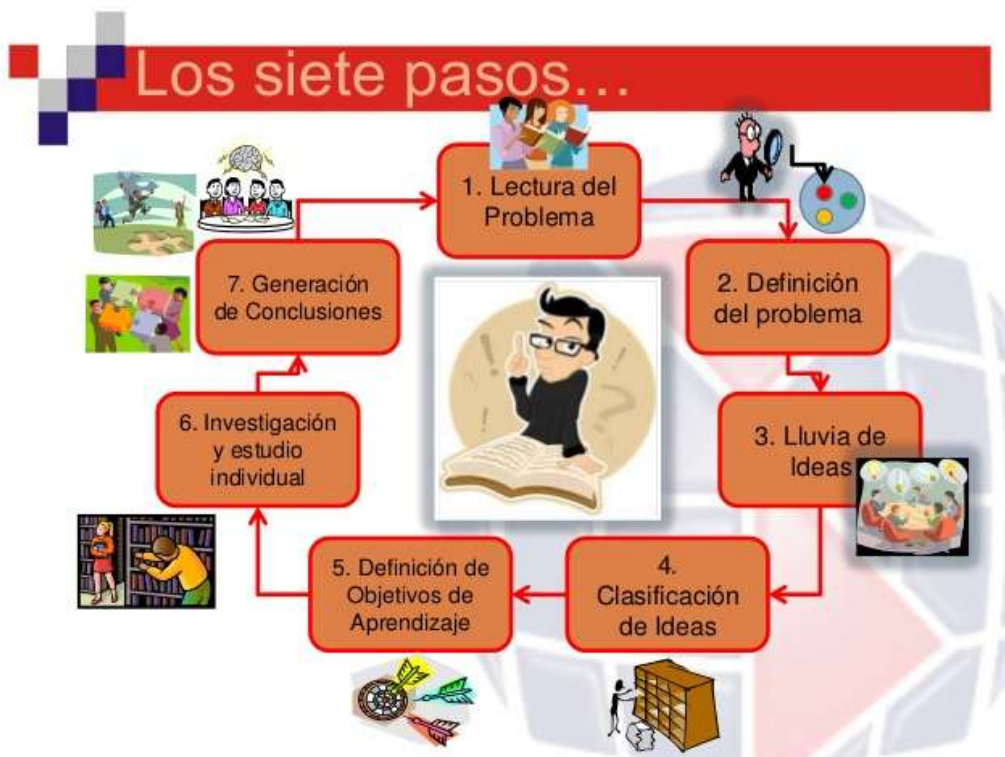 Los siete pasos...
1. Lectura del
Problema
2. Definición
del problema
3. Lluvia de
Ideas
4.
Clasificación
de Ideas
5. Definición de
Objetivos de
Aprendizaje
6. Investigación
y estudio
individual
7. Generación
de Conclusiones